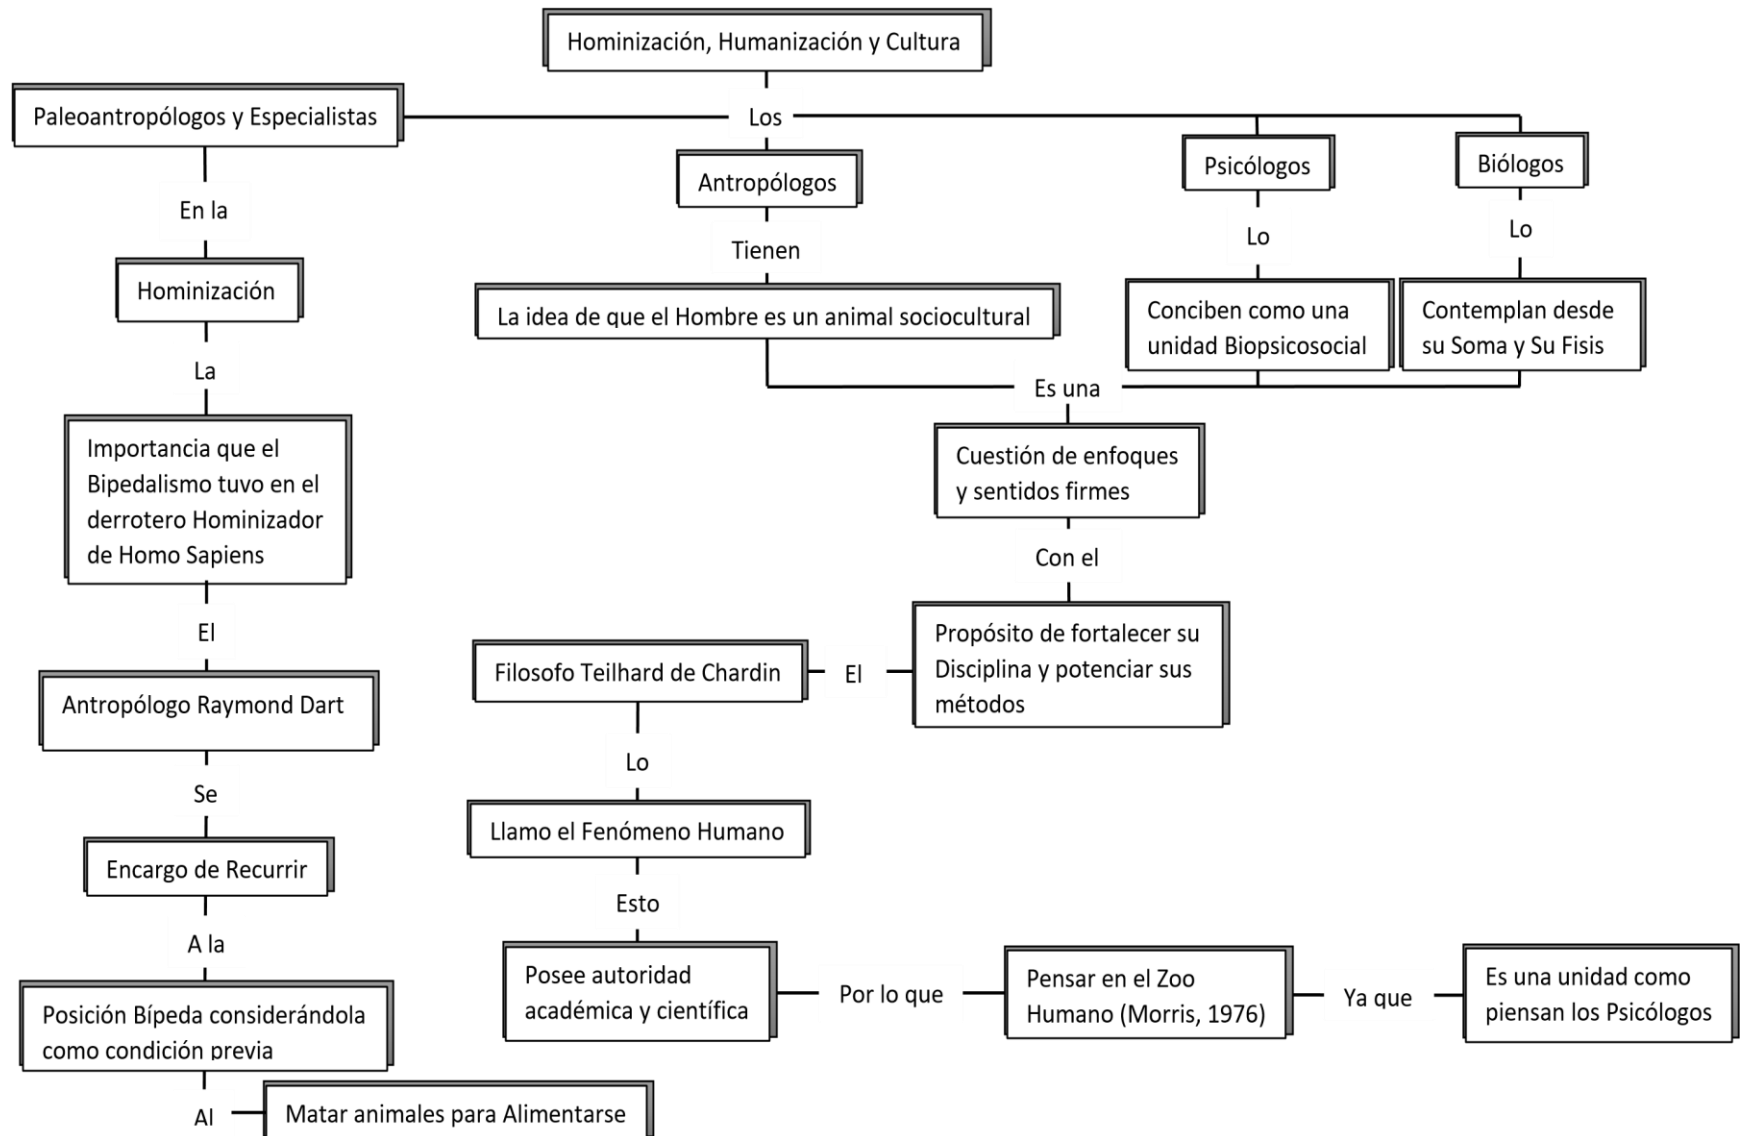 Hominización, Humanización y Cultura
Los
Paleoantropólogos y Especialistas
En la
Hominización
La
Importancia que el
Bipedalismo tuvo en el
derrotero Hominizador
de Homo Sapiens
El
Antropólogo Raymond Dart
Se
Encargo de Recurrir
A la
Posición Bípeda considerándola
como condición previa
Al
Matar animales para Alimentarse
Antropólogos
Tienen
La idea de que el Hombre es un animal sociocultural
Psicólogos
Lo
Conciben como una
unidad Biopsicosocial
Biólogos
Lo
Contemplan desde
su Soma y Su Fisis
Es una
Cuestión de enfoques
y sentidos firmes
Con el
Propósito de fortalecer su
Disciplina y potenciar sus
métodos
El
Filosofo Teilhard de Chardin
Lo
Llamo el Fenómeno Humano
Esto
Posee autoridad
académica y científica
Por lo que
Pensar en el Zoo
Humano (Morris, 1976)
Ya que
Es una unidad como
piensan los Psicólogos